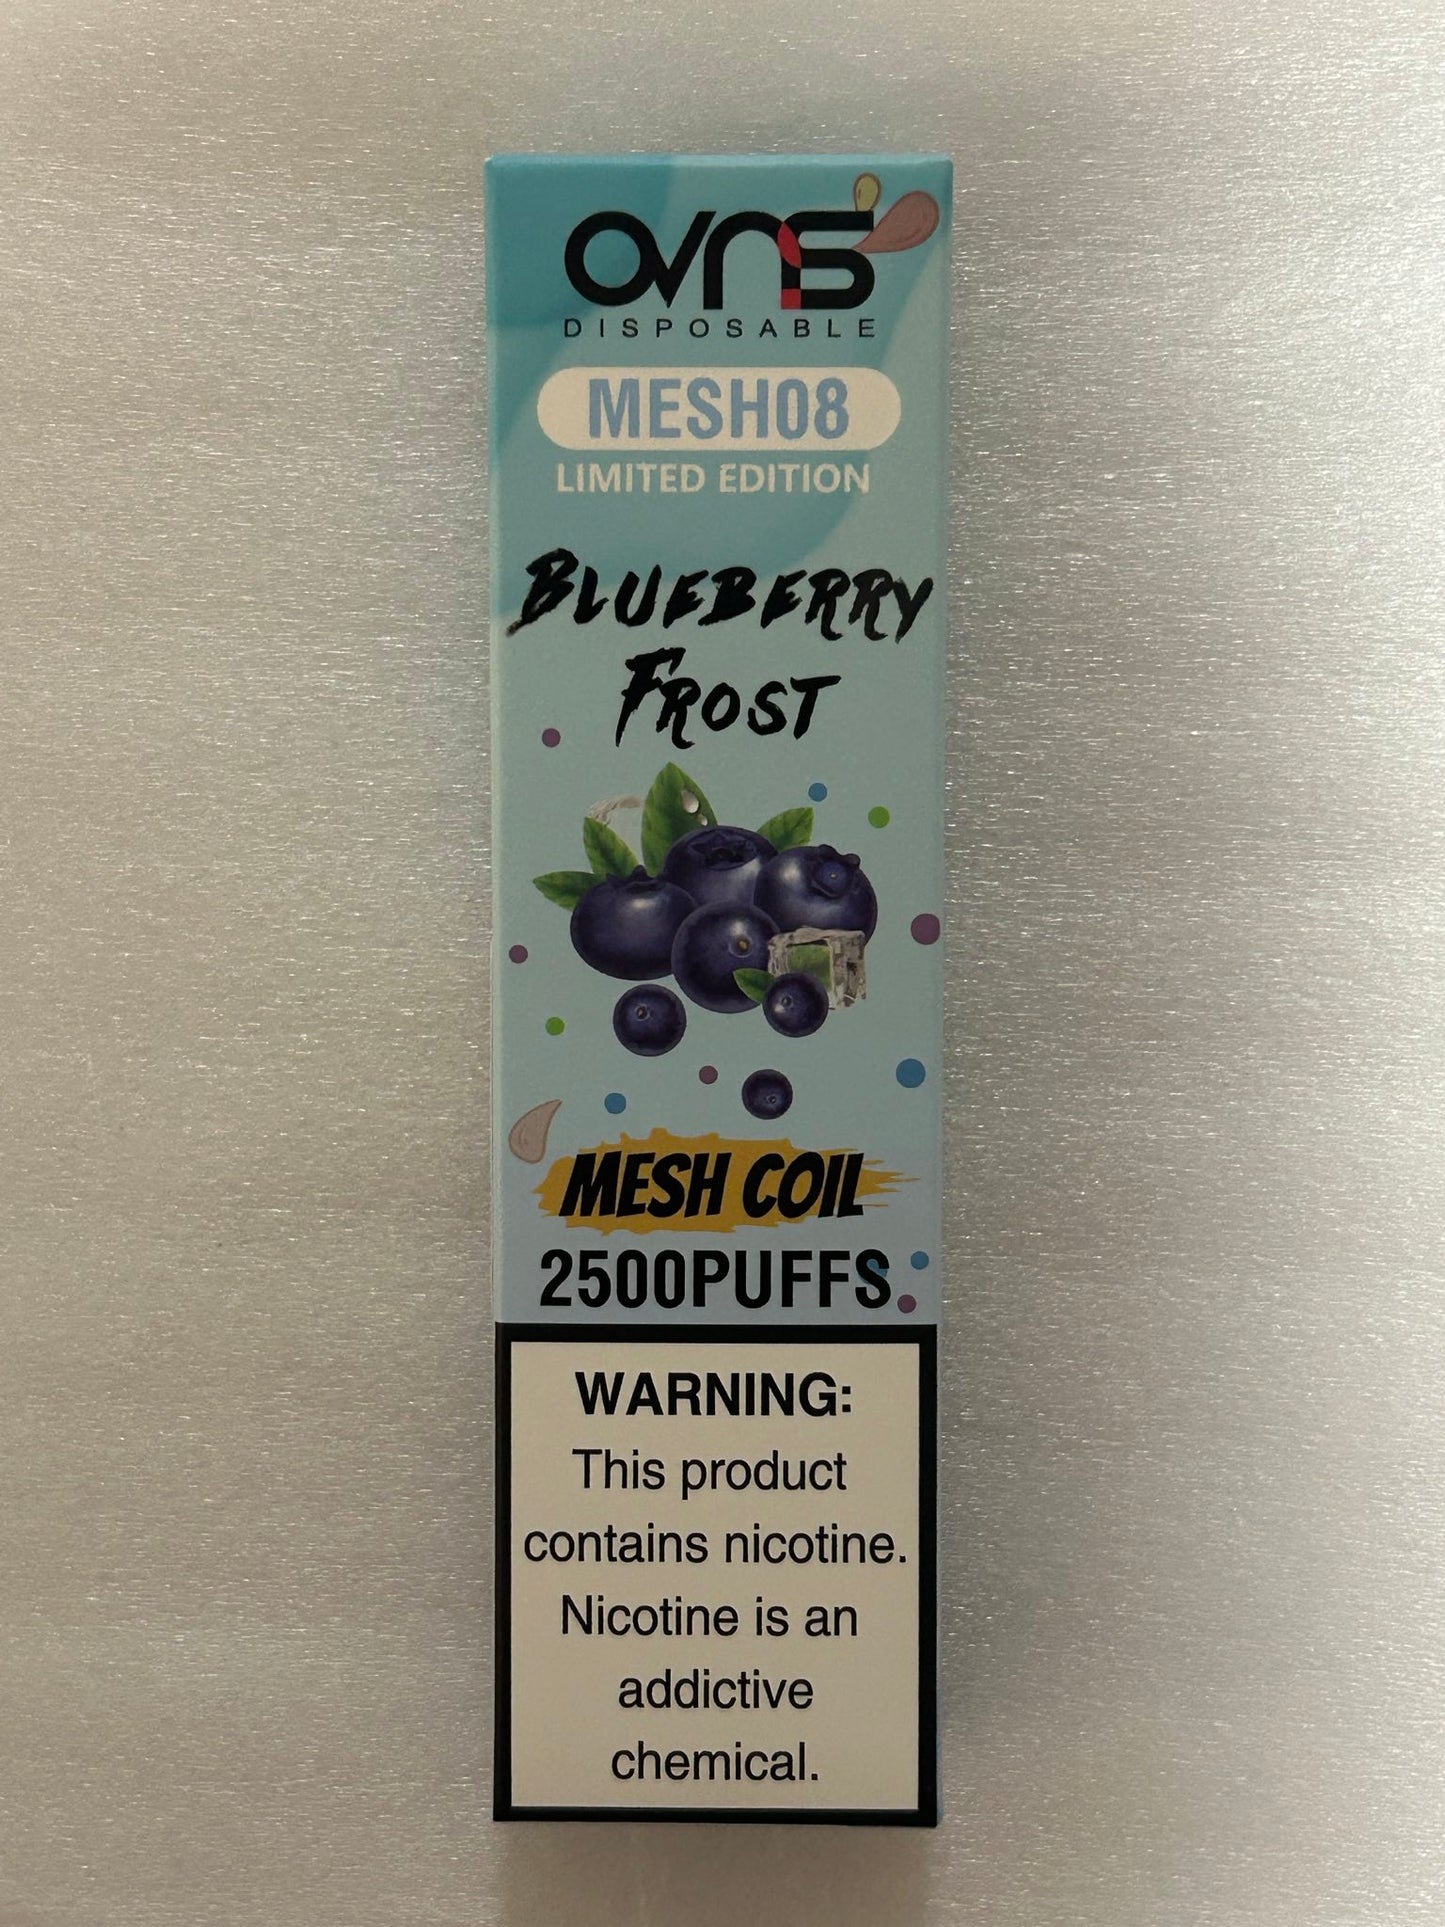 OVNS
DISPOSABLE
MESH08
LIMITED EDITION
BLUEBERRY
FROST
MESH COIL
2500PUFFS
WARNING:
This product
contains nicotine.
Nicotine is an
addictive
chemical.